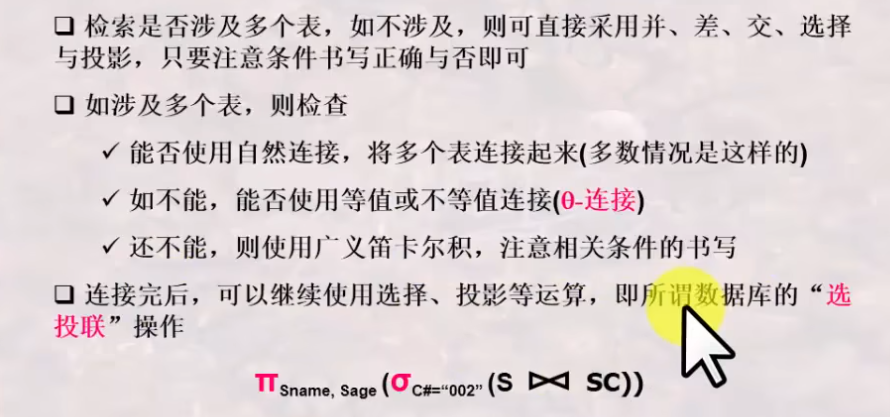 ❑ 检索是否涉及多个表，如不涉及，则可直接采用并、差、交、选择
与投影，只要注意条件书写正确与否即可
❑ 如涉及多个表，则检查
✓ 能否使用自然连接，将多个表连接起来(多数情况是这样的)
✓ 如不能，能否使用等值或不等值连接(θ-连接)
✓ 还不能，则使用广义笛卡尔积，注意相关条件的书写
❑ 连接完后，可以继续使用选择、投影等运算，即所谓数据库的“选
投联”操作
π Sname, Sage (σ C#=“002” (S ⋈ SC))